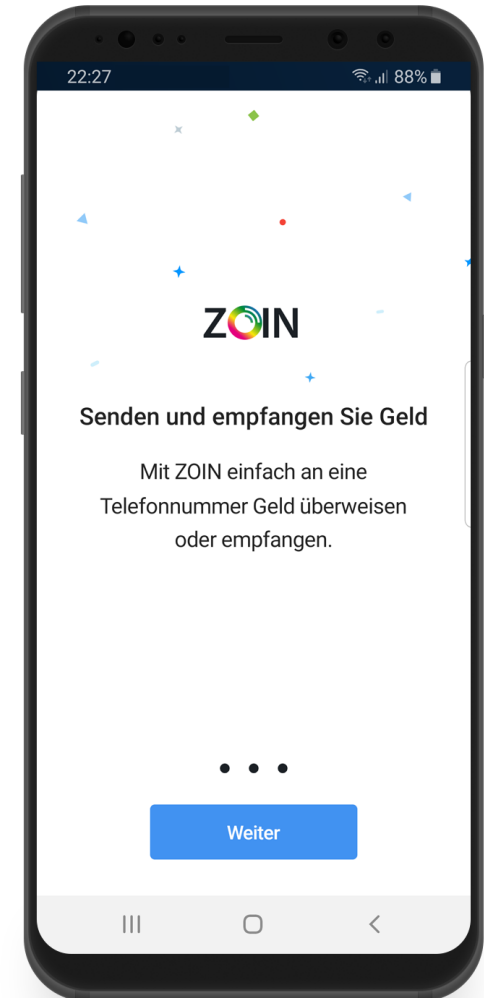 22:27
88%
ZOIN
Senden und empfangen Sie Geld
Mit ZOIN einfach an eine
Telefonnummer Geld überweisen
oder empfangen.
Weiter